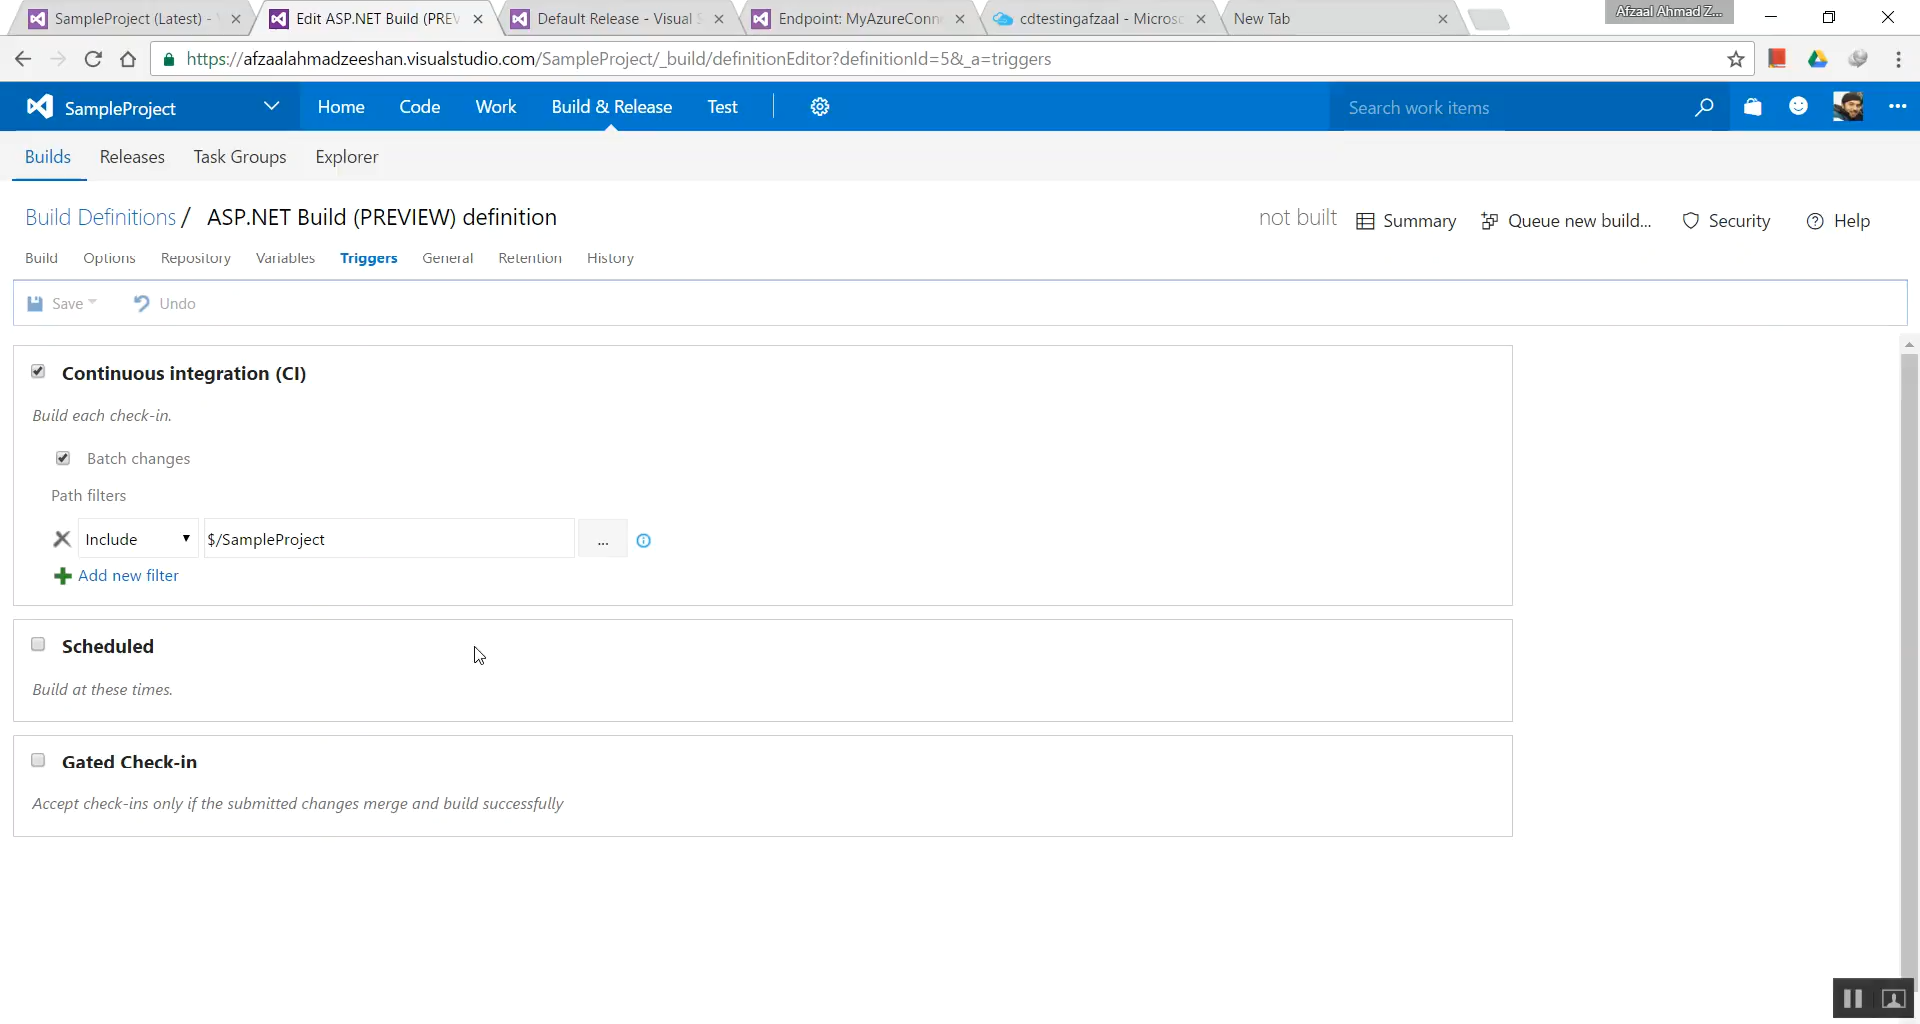 SampleProject (Latest) -
Edit ASP.NET Build (PREV
Default Release - Visual S
Endpoint: MyAzureConn
cdtestingafzaal - Microso
New Tab
Afzaal Ahmad Z...
https://afzaalahmadzeeshan.visualstudio.com/SampleProject/_build/definitionEditor?definitionId=5&_a=triggers
SampleProject Home Code Work Build & Release Test Search work items
Builds Releases Task Groups Explorer
Build Definitions / ASP.NET Build (PREVIEW) definition not built Summary Queue new build... Security Help
Build Options Repository Variables Triggers General Retention History
Save Undo
Continuous integration (CI)
Build each check-in.
Batch changes
Path filters
Include $/SampleProject ...
Add new filter
Scheduled
Build at these times.
Gated Check-in
Accept check-ins only if the submitted changes merge and build successfully